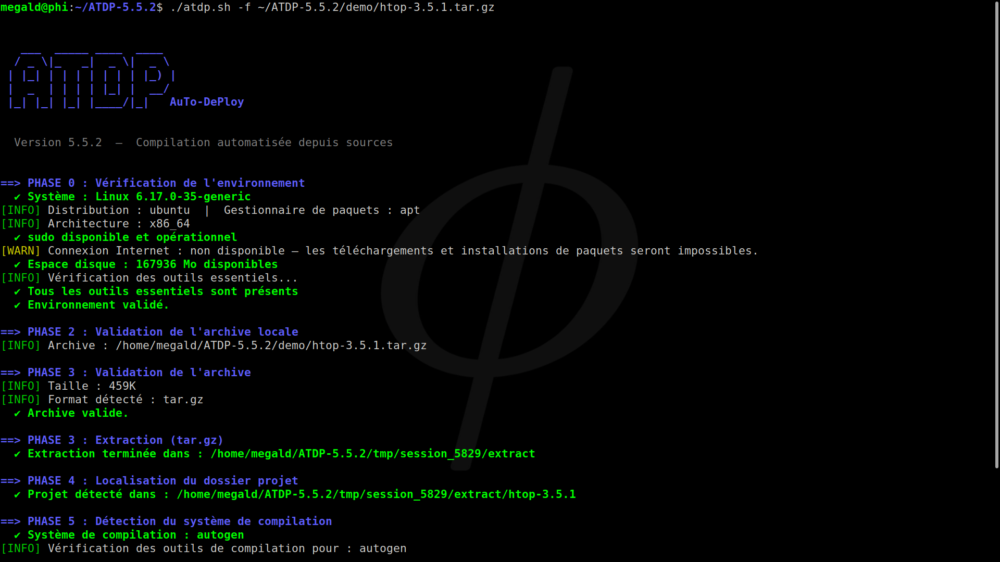 megald@phi:~/ATDP-5.5.2$ ./atdp.sh -f ~/ATDP-5.5.2/demo/htop-3.5.1.tar.gz
   ___  _____ ____  ____
  / _ \|_   _|  _ \|  _ \
 | |_| | | | | | | | |_) |
 |  _  | | | | |_| |  __/
 |_| |_| |_| |____/|_|   AuTo-DePloy
  Version 5.5.2  —  Compilation automatisée depuis sources
==> PHASE 0 : Vérification de l'environnement
  ✔ Système : Linux 6.17.0-35-generic
[INFO] Distribution : ubuntu  |  Gestionnaire de paquets : apt
[INFO] Architecture : x86_64
  ✔ sudo disponible et opérationnel
[WARN] Connexion Internet : non disponible — les téléchargements et installations de paquets seront impossibles.
  ✔ Espace disque : 167936 Mo disponibles
[INFO] Vérification des outils essentiels...
  ✔ Tous les outils essentiels sont présents
  ✔ Environnement validé.
==> PHASE 2 : Validation de l'archive locale
[INFO] Archive : /home/megald/ATDP-5.5.2/demo/htop-3.5.1.tar.gz
==> PHASE 3 : Validation de l'archive
[INFO] Taille : 459K
[INFO] Format détecté : tar.gz
  ✔ Archive valide.
==> PHASE 3 : Extraction (tar.gz)
  ✔ Extraction terminée dans : /home/megald/ATDP-5.5.2/tmp/session_5829/extract
==> PHASE 4 : Localisation du dossier projet
  ✔ Projet détecté dans : /home/megald/ATDP-5.5.2/tmp/session_5829/extract/htop-3.5.1
==> PHASE 5 : Détection du système de compilation
  ✔ Système de compilation : autogen
[INFO] Vérification des outils de compilation pour : autogen